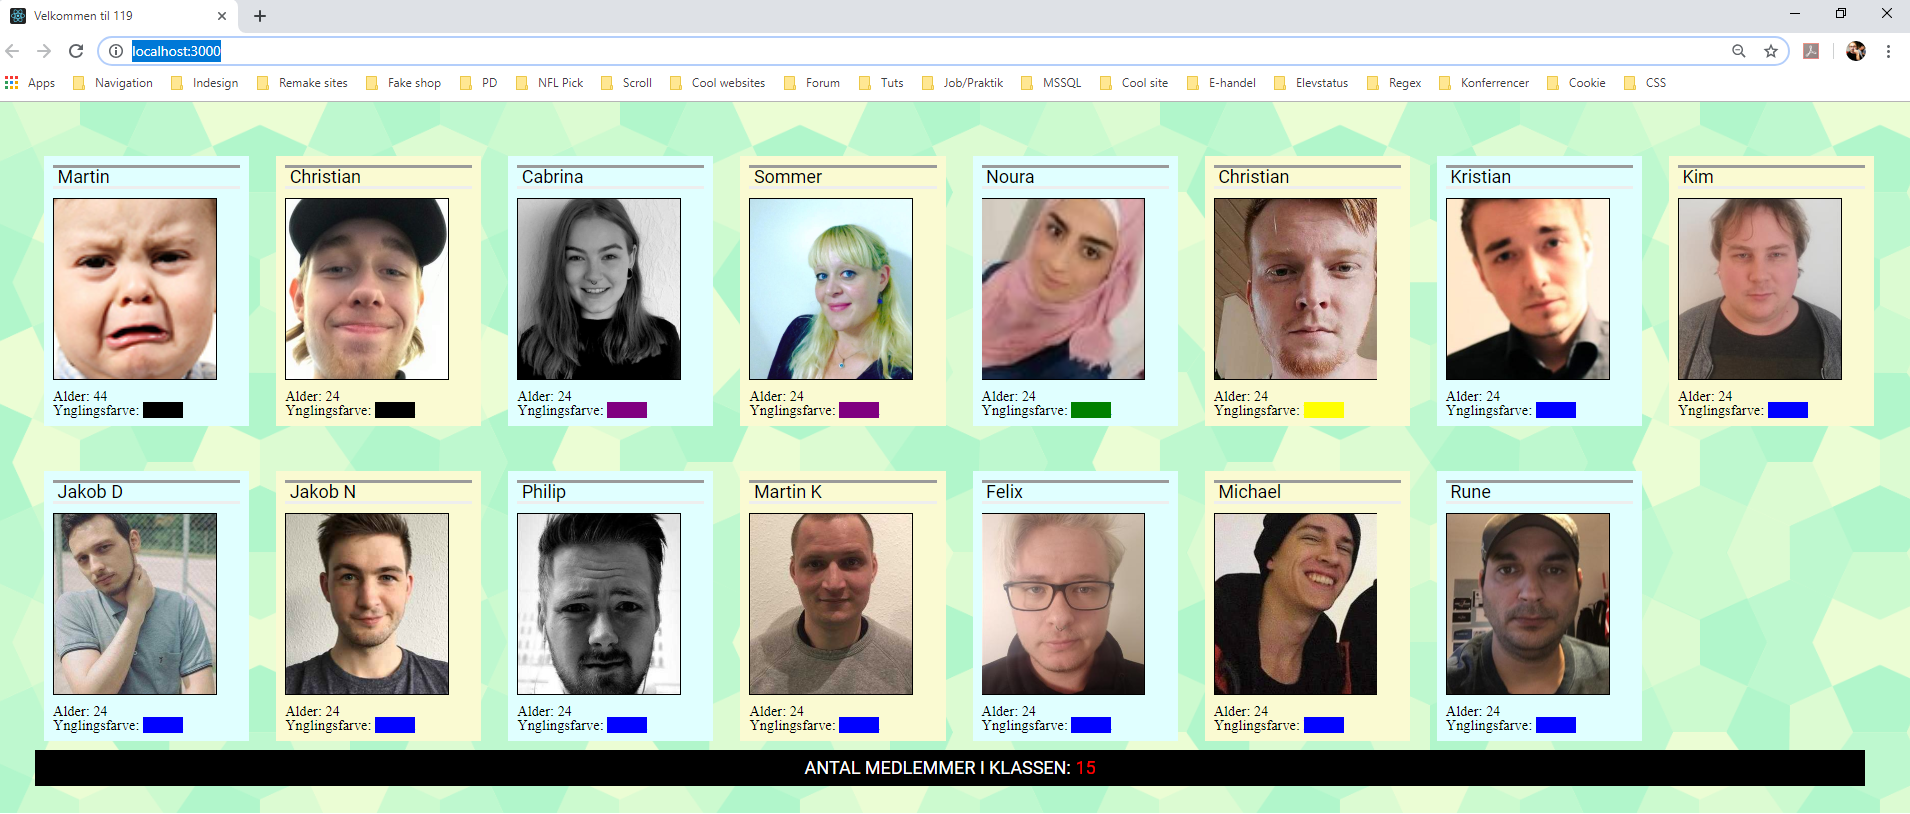 Velkommen til 119
localhost:3000
Apps Navigation Indesign Remake sites Fake shop PD NFL Pick Scroll Cool websites Forum Tuts Job/Praktik MSSQL Cool site E-handel Elevstatus Regex Konferrencer Cookie CSS
Martin Christian Cabrina Sommer Noura Christian Kristian Kim
Alder: 44 Alder: 24 Alder: 24 Alder: 24 Alder: 24 Alder: 24 Alder: 24 Alder: 24
Ynglingsfarve: Ynglingsfarve: Ynglingsfarve: Ynglingsfarve: Ynglingsfarve: Ynglingsfarve: Ynglingsfarve: Ynglingsfarve:
Jakob D Jakob N Philip Martin K Felix Michael Rune
Alder: 24 Alder: 24 Alder: 24 Alder: 24 Alder: 24 Alder: 24 Alder: 24
Ynglingsfarve: Ynglingsfarve: Ynglingsfarve: Ynglingsfarve: Ynglingsfarve: Ynglingsfarve: Ynglingsfarve:
ANTAL MEDLEMMER I KLASSEN: 15